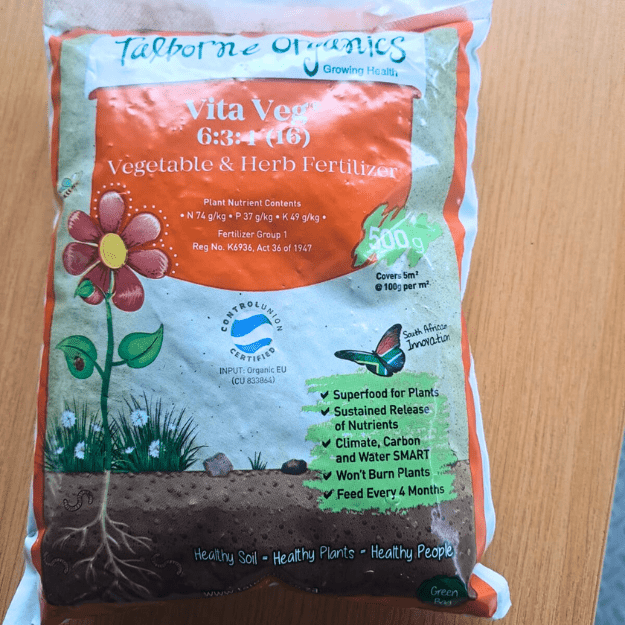 Talborne Organics
Growing Health
Vita Veg
6:3:4 (16)
Vegetable & Herb Fertilizer
Plant Nutrient Contents
• N 74 g/kg • P 37 g/kg • K 49 g/kg •
Fertilizer Group 1
Reg No. K6936, Act 36 of 1947
500g
Covers 5m²
@ 100g per m²
CONTROLUNION
CERTIFIED
INPUT: Organic EU
(CU 833864)
South African
Innovation
✓ Superfood for Plants
✓ Sustained Release
of Nutrients
✓ Climate, Carbon
and Water SMART
✓ Won't Burn Plants
✓ Feed Every 4 Months
Healthy Soil = Healthy Plants = Healthy People
Green
Bag